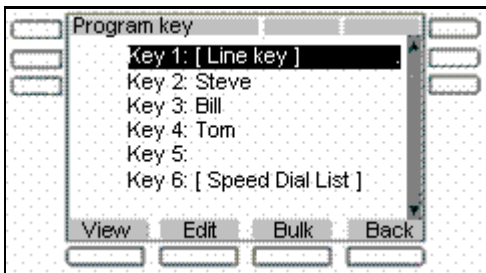 Program key
Key 1: [ Line key ]
Key 2: Steve
Key 3: Bill
Key 4: Tom
Key 5:
Key 6: [ Speed Dial List ]
View Edit Bulk Back